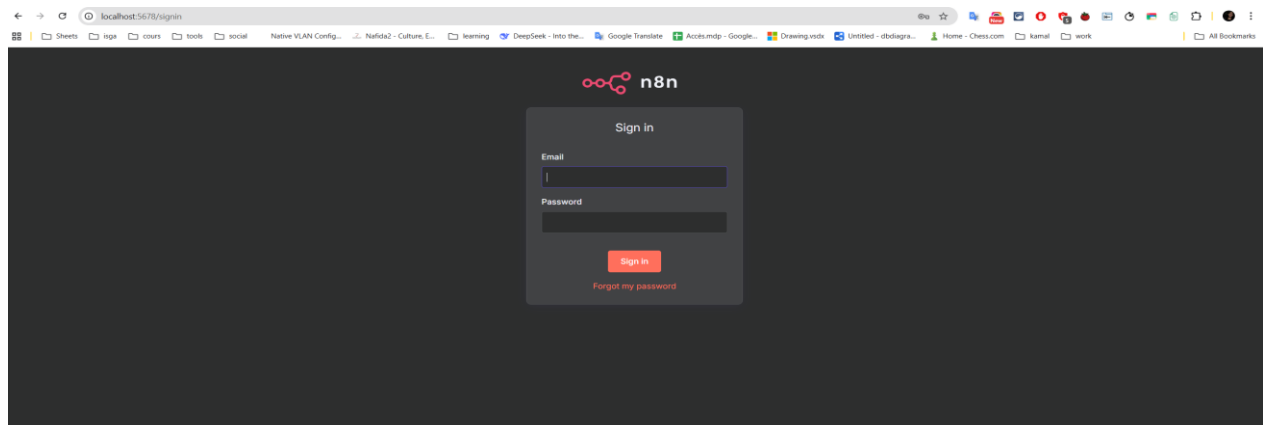 localhost:5678/signin
New
Sheets isga cours tools social Native VLAN Config... Nafida2 - Culture, E... learning DeepSeek - Into the... Google Translate Accès.mdp - Google... Drawing.vsdx Untitled - dbdiagra... Home - Chess.com kamal work All Bookmarks
n8n
Sign in
Email
Password
Sign in
Forgot my password